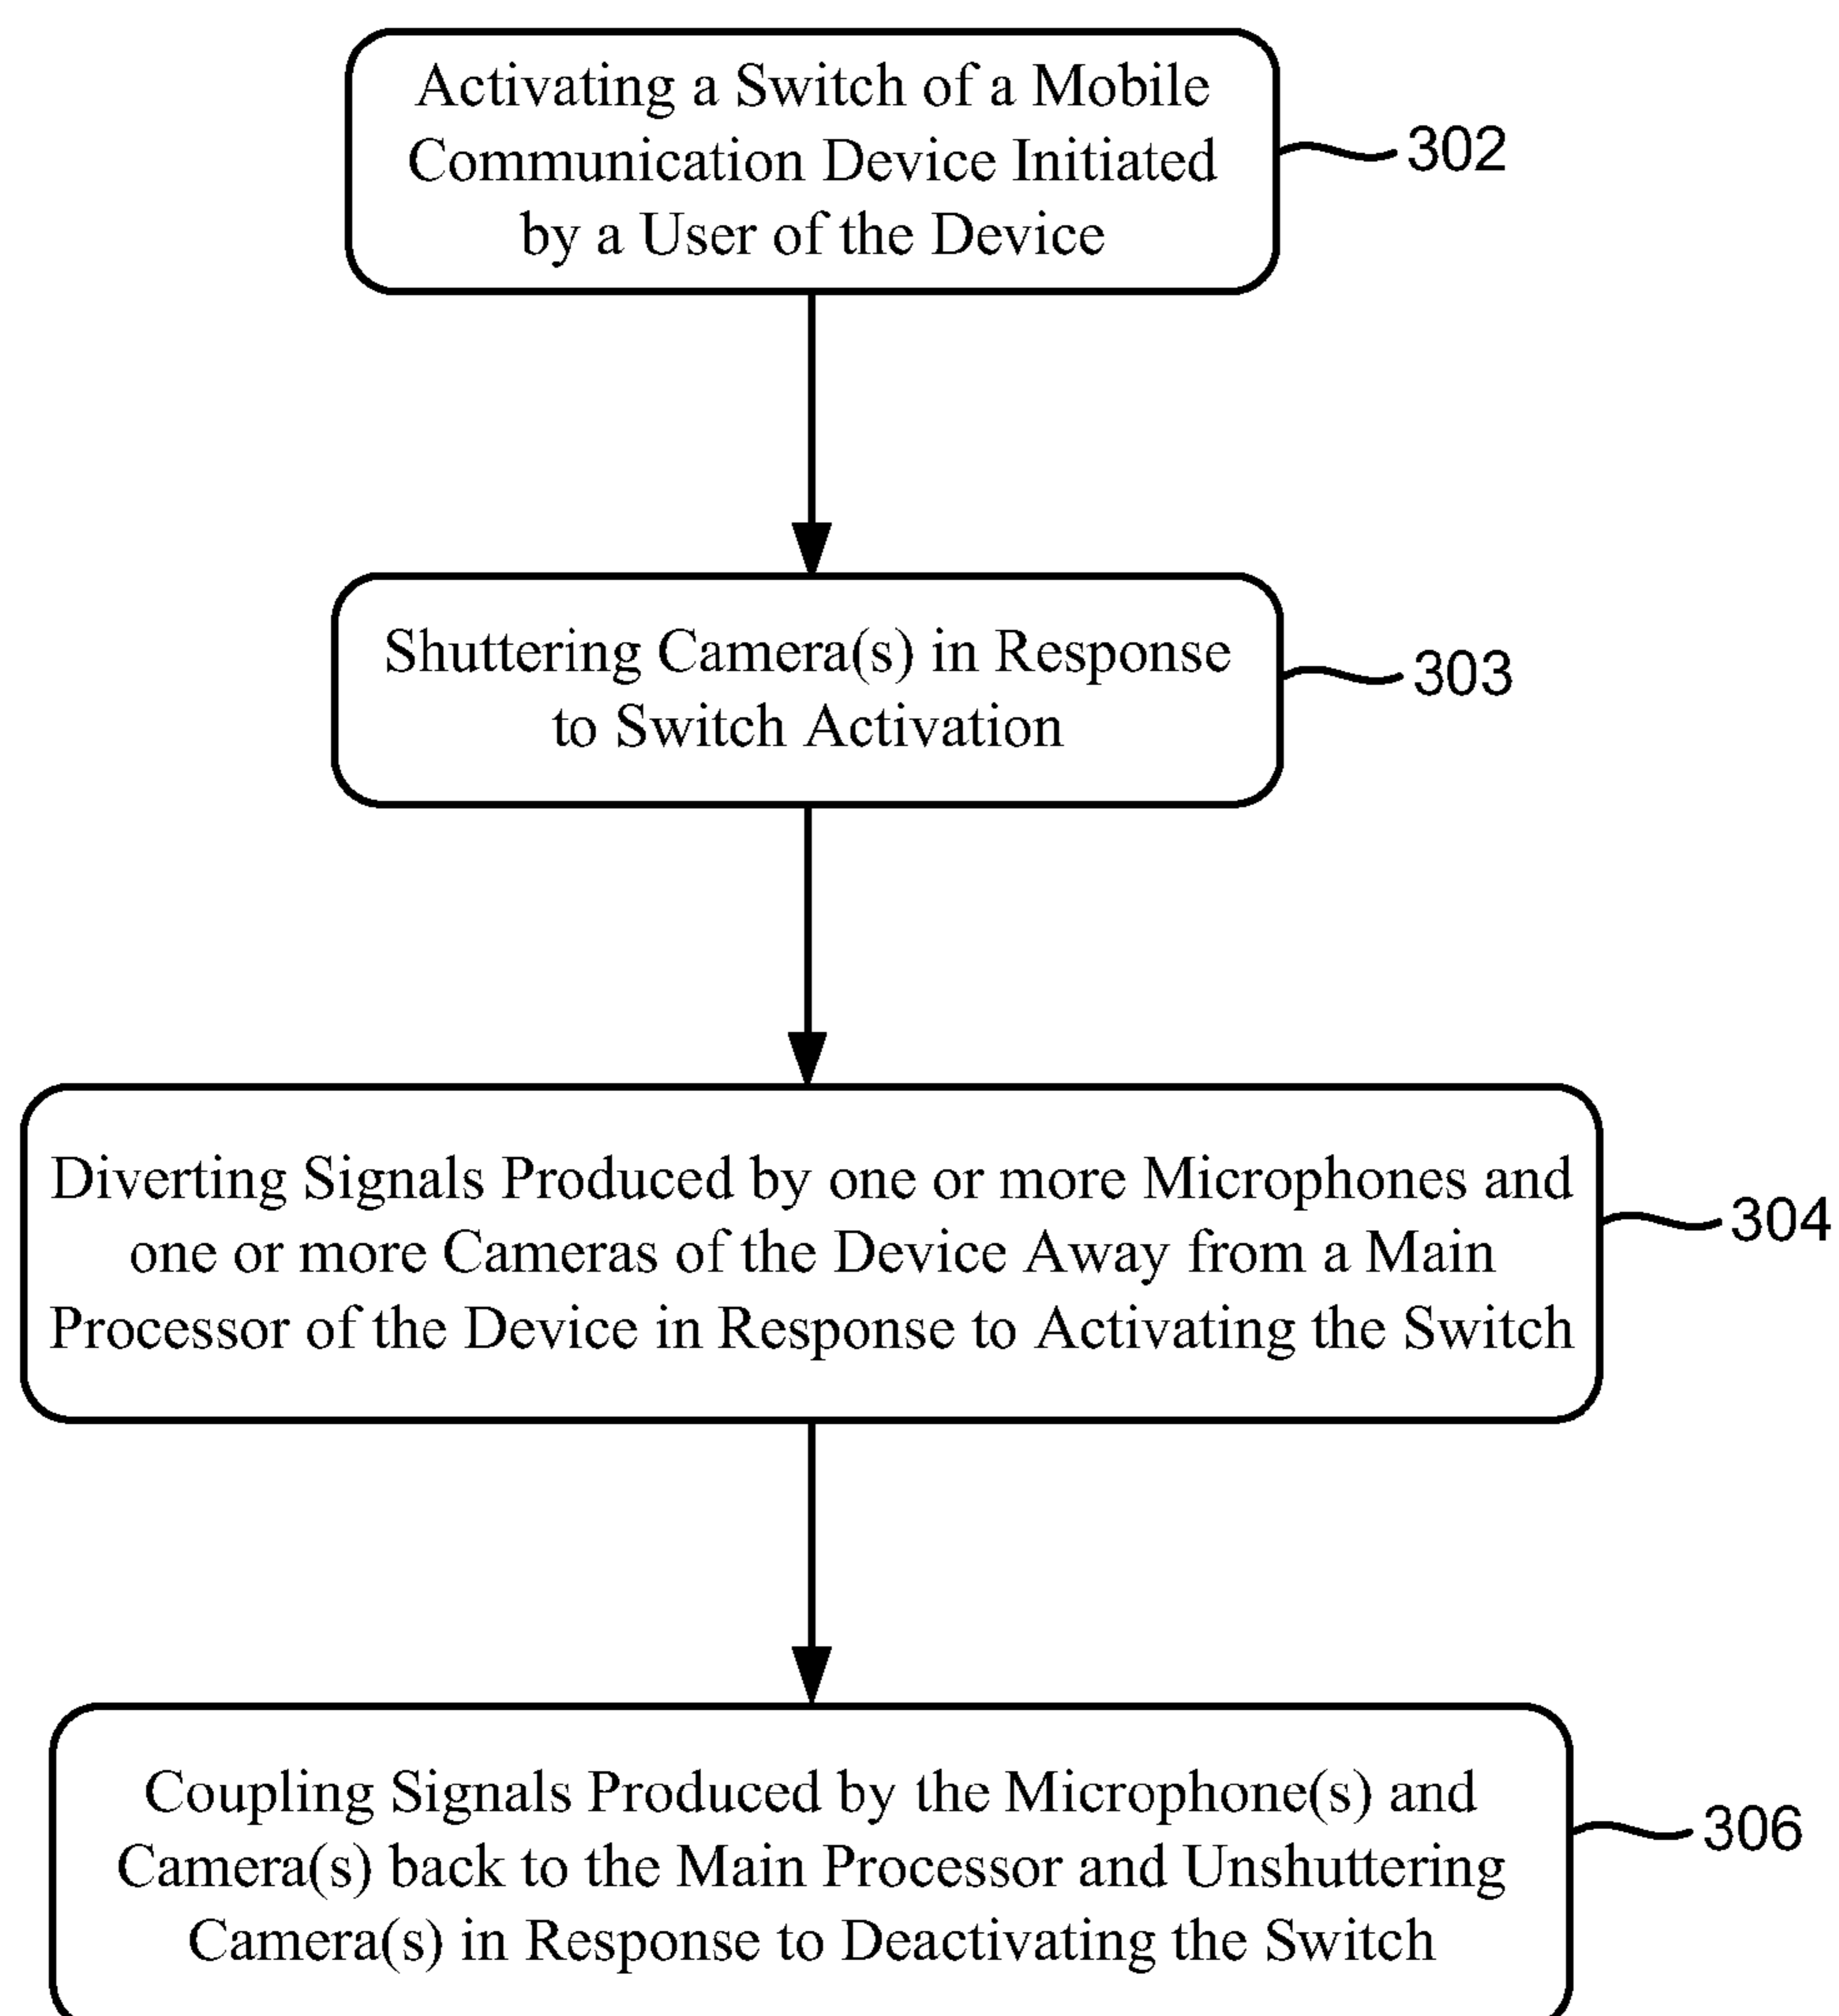 Activating a Switch of a Mobile
Communication Device Initiated
by a User of the Device
302
Shuttering Camera(s) in Response
to Switch Activation
303
Diverting Signals Produced by one or more Microphones and
one or more Cameras of the Device Away from a Main
Processor of the Device in Response to Activating the Switch
304
Coupling Signals Produced by the Microphone(s) and
Camera(s) back to the Main Processor and Unshuttering
Camera(s) in Response to Deactivating the Switch
306